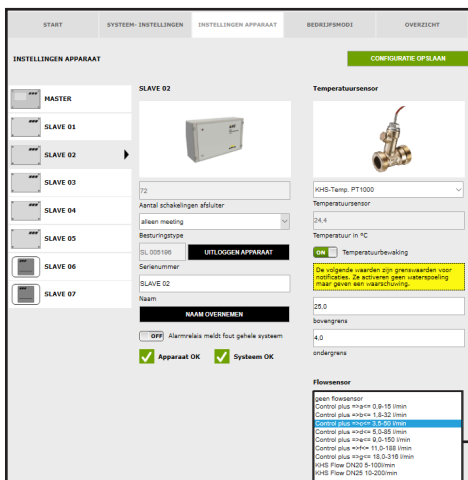 START
SYSTEEM- INSTELLINGEN
INSTELLINGEN APPARAAT
BEDRIJFSMODI
OVERZICHT
INSTELLINGEN APPARAAT
CONFIGURATIE OPSLAAN
MASTER
SLAVE 01
SLAVE 02
SLAVE 03
SLAVE 04
SLAVE 05
SLAVE 06
SLAVE 07
SLAVE 02
72
Aantal schakelingen afsluiter
alleen meeting
Besturingstype
SL 005186
UITLOGGEN APPARAAT
Serienummer
SLAVE 02
Naam
NAAM OVERNEMEN
OFF Alarmrelais meldt fout gehele systeem
Apparaat OK
Systeem OK
Temperatuursensor
KHS-Temp. PT1000
Temperatuursensor
24,4
Temperatuur in °C
ON Temperatuurbewaking
De volgende waarden zijn grenswaarden voor
notificaties. Ze activeren geen waterspoeling
maar geven een waarschuwing.
25,0
bovengrens
4,0
ondergrens
Flowsensor
geen flowsensor
Control plus =>a<= 0,9-15 l/min
Control plus =>b<= 1,8-32 l/min
Control plus =>c<= 3,5-50 l/min
Control plus =>d<= 5,0-85 l/min
Control plus =>e<= 9,0-150 l/min
Control plus =>f<= 11,0-188 l/min
Control plus =>g<= 18,0-316 l/min
KHS Flow DN20 5-100l/min
KHS Flow DN25 10-200/min